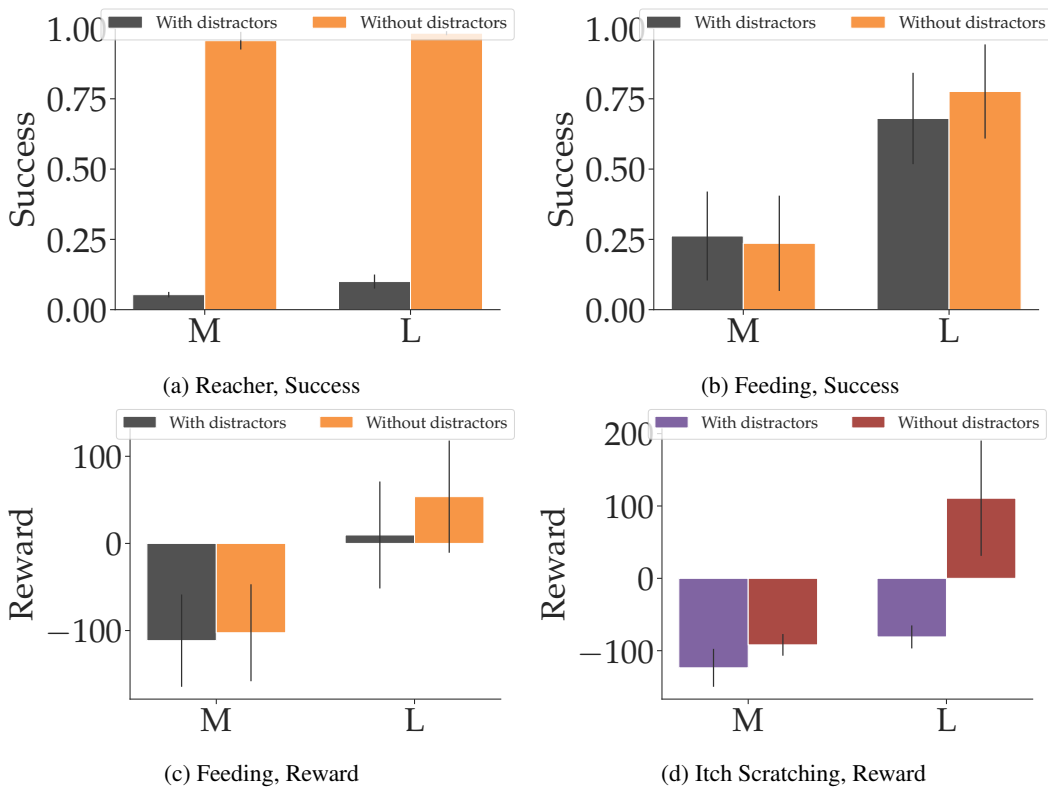 With distractors Without distractors
1.00
0.75
0.50
0.25
0.00
Success
M L
(a) Reacher, Success
With distractors Without distractors
1.00
0.75
0.50
0.25
0.00
Success
M L
(b) Feeding, Success
With distractors Without distractors
100
0
−100
Reward
M L
(c) Feeding, Reward
With distractors Without distractors
200
100
0
−100
Reward
M L
(d) Itch Scratching, Reward